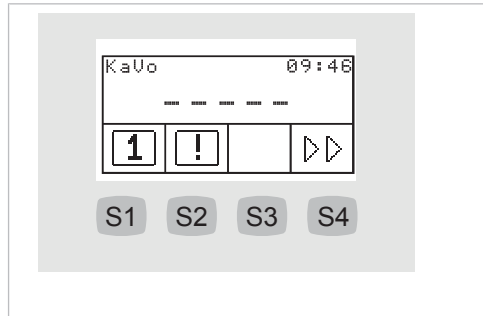 KaVo 09:46
– – – – –
1 ! ▷▷
S1 S2 S3 S4